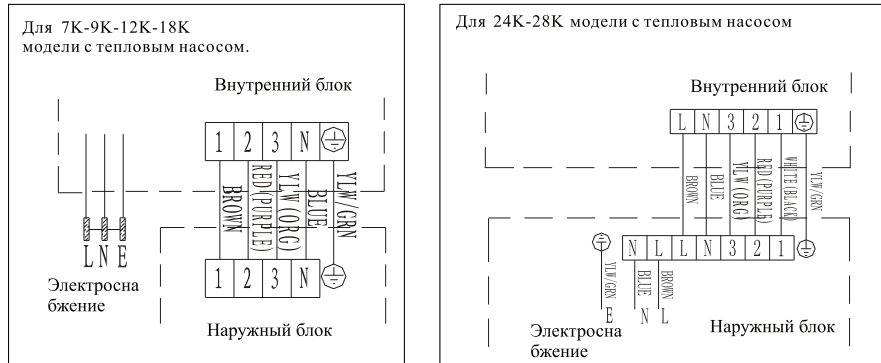 Для 7K-9K-12K-18K
модели с тепловым насосом.
Внутренний блок
1 2 3 N
BROWN
RED(PURPLE)
YLW(ORG)
BLUE
YLW/GRN
L N E
1 2 3 N
Электросна
бжение
Наружный блок
Для 24K-28K модели с тепловым насосом
Внутренний блок
L N 3 2 1
BROWN
BLUE
YLW(ORG)
RED(PURPLE)
WHITE(BLACK)
YLW/GRN
N L L N 3 2 1
YLW/GRN
BLUE
BROWN
E N L
Электросна
бжение
Наружный блок